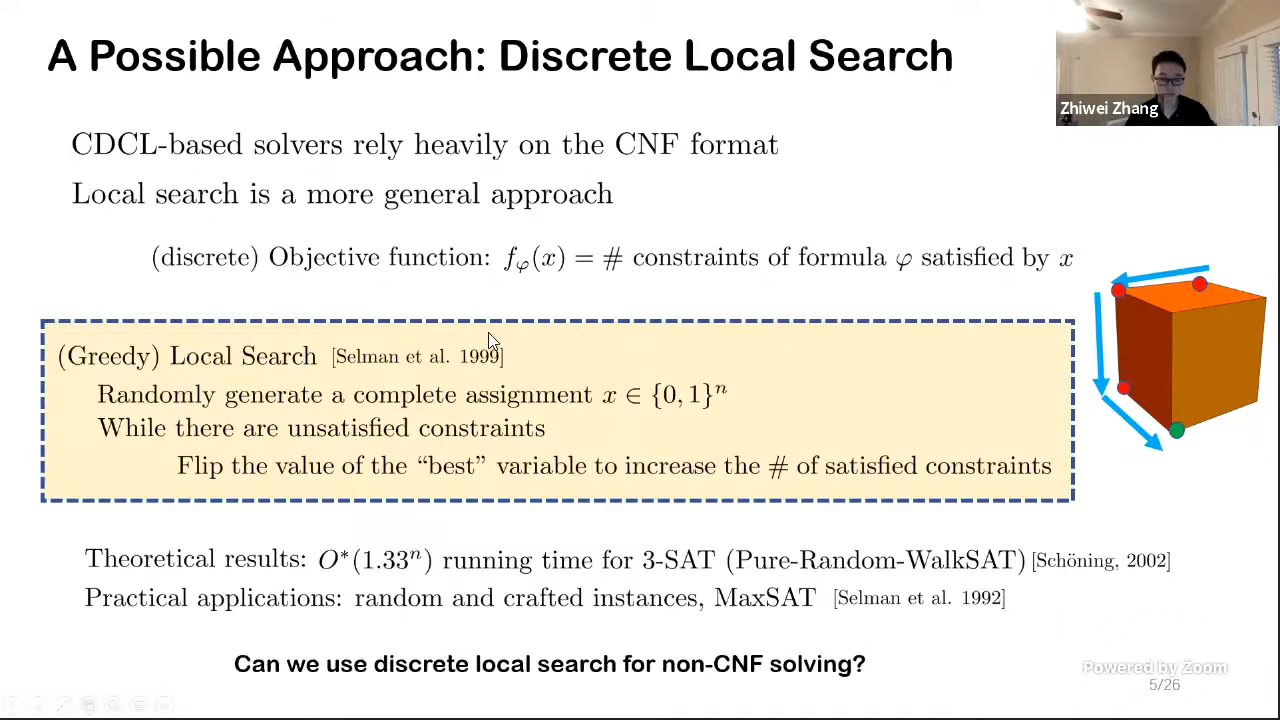 A Possible Approach: Discrete Local Search
Zhiwei Zhang
CDCL-based solvers rely heavily on the CNF format
Local search is a more general approach
(discrete) Objective function: f_φ(x) = # constraints of formula φ satisfied by x
(Greedy) Local Search [Selman et al. 1999]
Randomly generate a complete assignment x ∈ {0, 1}ⁿ
While there are unsatisfied constraints
Flip the value of the “best” variable to increase the # of satisfied constraints
Theoretical results: O*(1.33ⁿ) running time for 3-SAT (Pure-Random-WalkSAT) [Schöning, 2002]
Practical applications: random and crafted instances, MaxSAT [Selman et al. 1992]
Can we use discrete local search for non-CNF solving?
Powered by Zoom
5/26